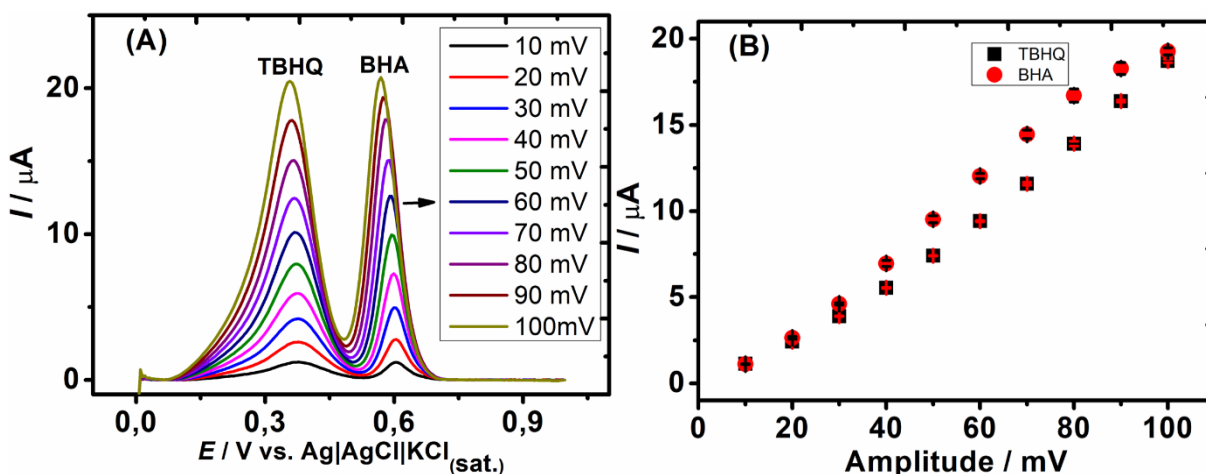 (A)
TBHQ
BHA
10 mV
20 mV
30 mV
40 mV
50 mV
60 mV
70 mV
80 mV
90 mV
100mV
20
10
0
I / μA
0,0
0,3
0,6
0,9
E / V vs. Ag|AgCl|KCl(sat.)
(B)
TBHQ
BHA
20
15
10
5
0
I / μA
0
20
40
60
80
100
Amplitude / mV